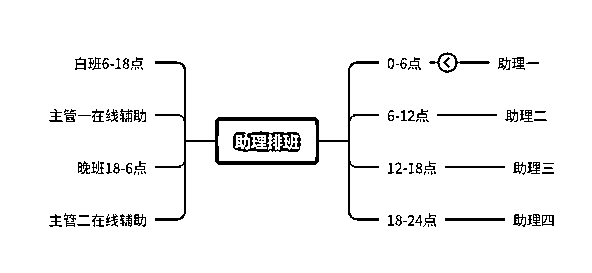 白班6-18点
主管一在线辅助
晚班18-6点
主管二在线辅助
助理排班
0-6点 助理一
6-12点 助理二
12-18点 助理三
18-24点 助理四